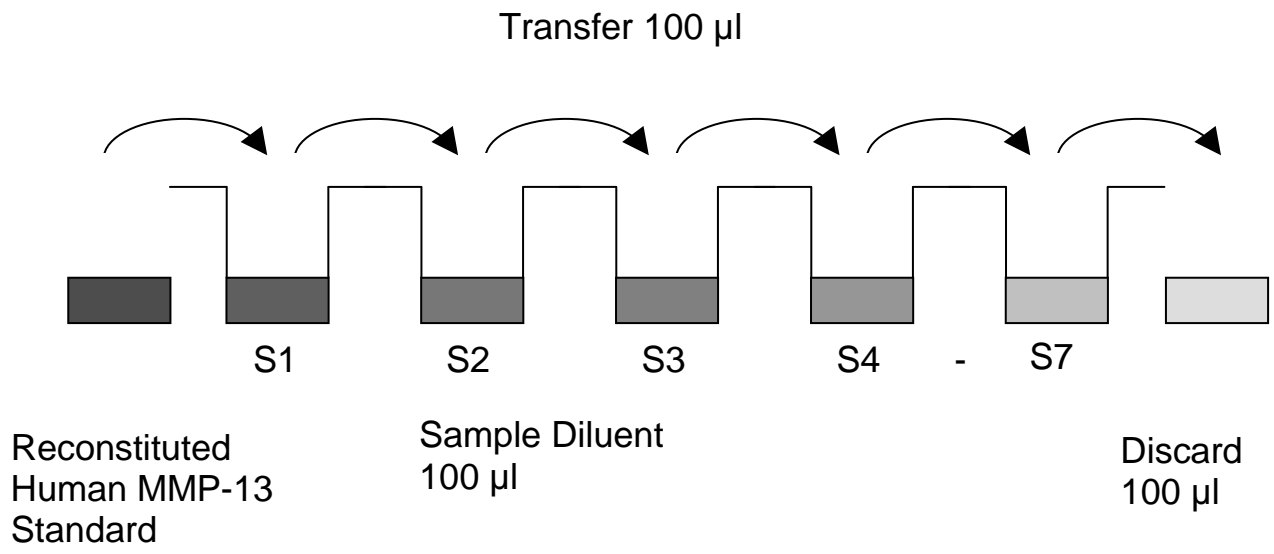 Transfer 100 µl
S1 S2 S3 S4 - S7
Reconstituted
Human MMP-13
Standard
Sample Diluent
100 µl
Discard
100 µl